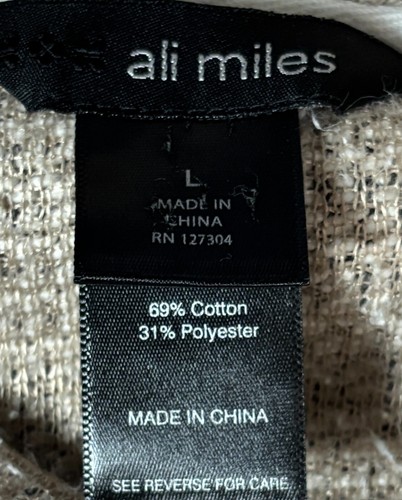 ali miles
L
MADE IN
CHINA
RN 127304
69% Cotton
31% Polyester
MADE IN CHINA
SEE REVERSE FOR CARE